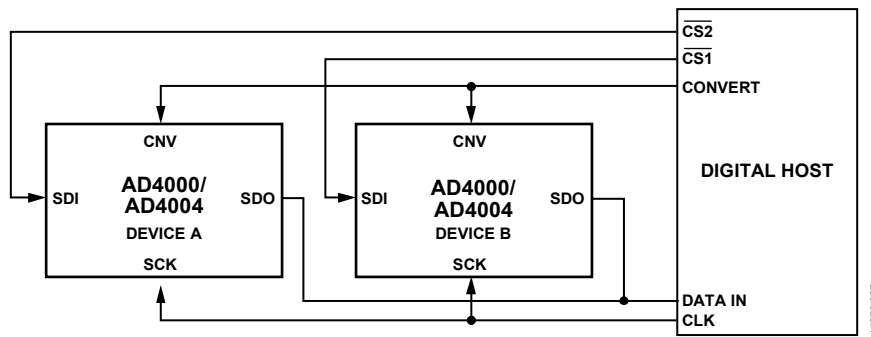 CS2
CS1
CONVERT
CNV
CNV
DIGITAL HOST
AD4000/
AD4004
AD4000/
AD4004
SDI
SDO
SDI
SDO
DEVICE A
DEVICE B
SCK
SCK
DATA IN
CLK